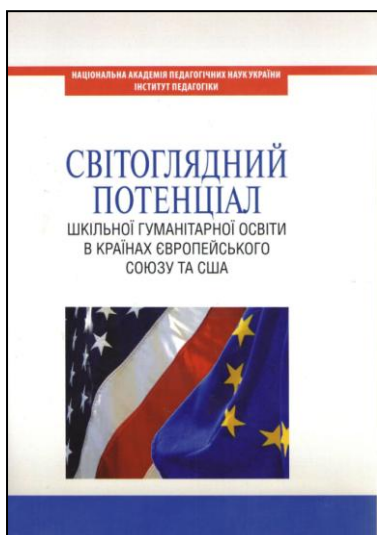 НАЦІОНАЛЬНА АКАДЕМІЯ ПЕДАГОГІЧНИХ НАУК УКРАЇНИ
ІНСТИТУТ ПЕДАГОГІКИ
СВІТОГЛЯДНИЙ
ПОТЕНЦІАЛ
ШКІЛЬНОЇ ГУМАНІТАРНОЇ ОСВІТИ
В КРАЇНАХ ЄВРОПЕЙСЬКОГО
СОЮЗУ ТА США